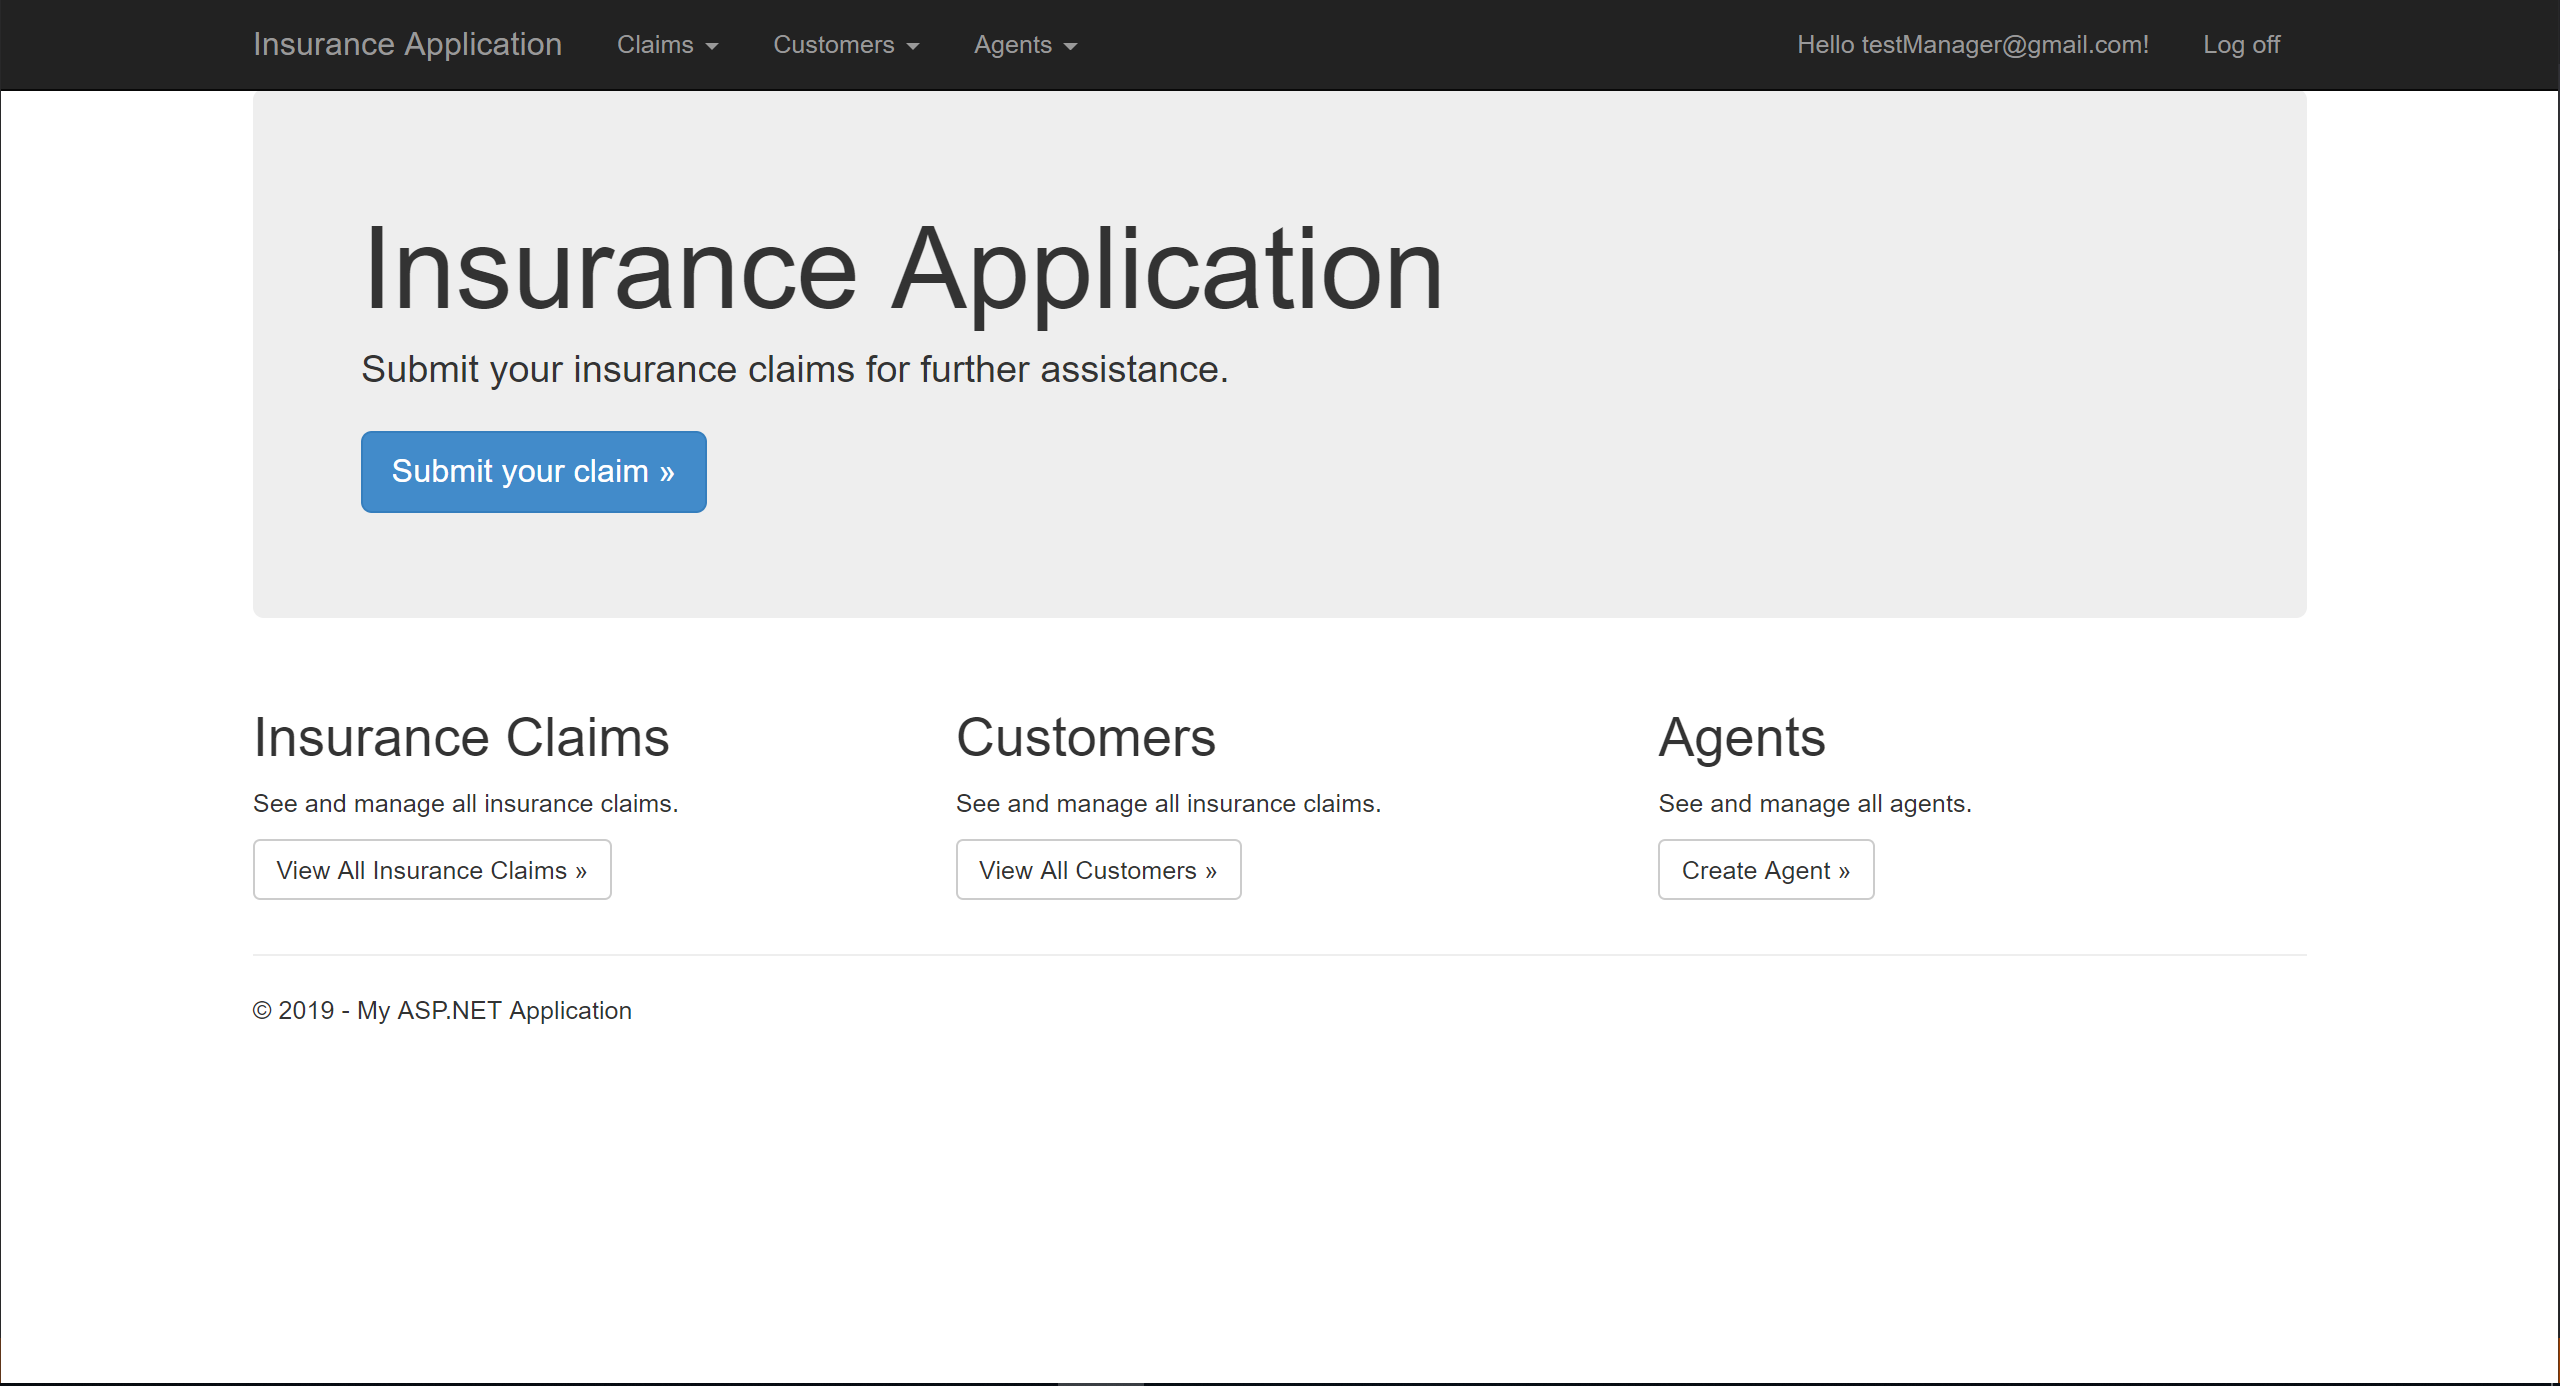 Insurance Application Claims Customers Agents Hello testManager@gmail.com! Log off
Insurance Application
Submit your insurance claims for further assistance.
Submit your claim »
Insurance Claims Customers Agents
See and manage all insurance claims. See and manage all insurance claims. See and manage all agents.
View All Insurance Claims » View All Customers » Create Agent »
© 2019 - My ASP.NET Application